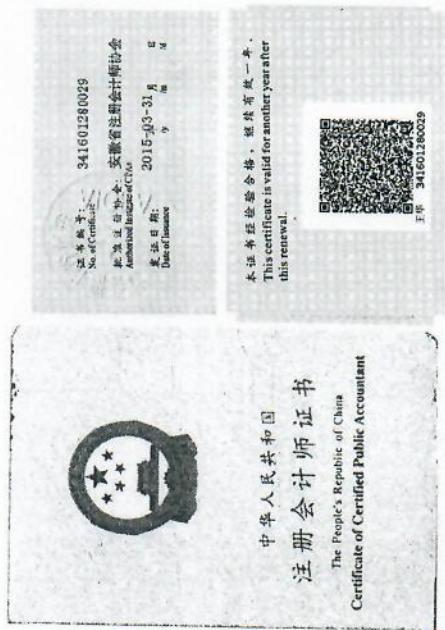 中华人民共和国
注册会计师证书
The People's Republic of China
Certificate of Certified Public Accountant
证书编号： 341601280029
No. of Certificate
批准注册协会： 安徽省注册会计师协会
Authorized Institute of CPAs
发证日期： 2015-03-31 月 日
Date of Issuance /y /m /d
本证书经检验合格，继续有效一年。
This certificate is valid for another year after
this renewal.
王华 341601280029